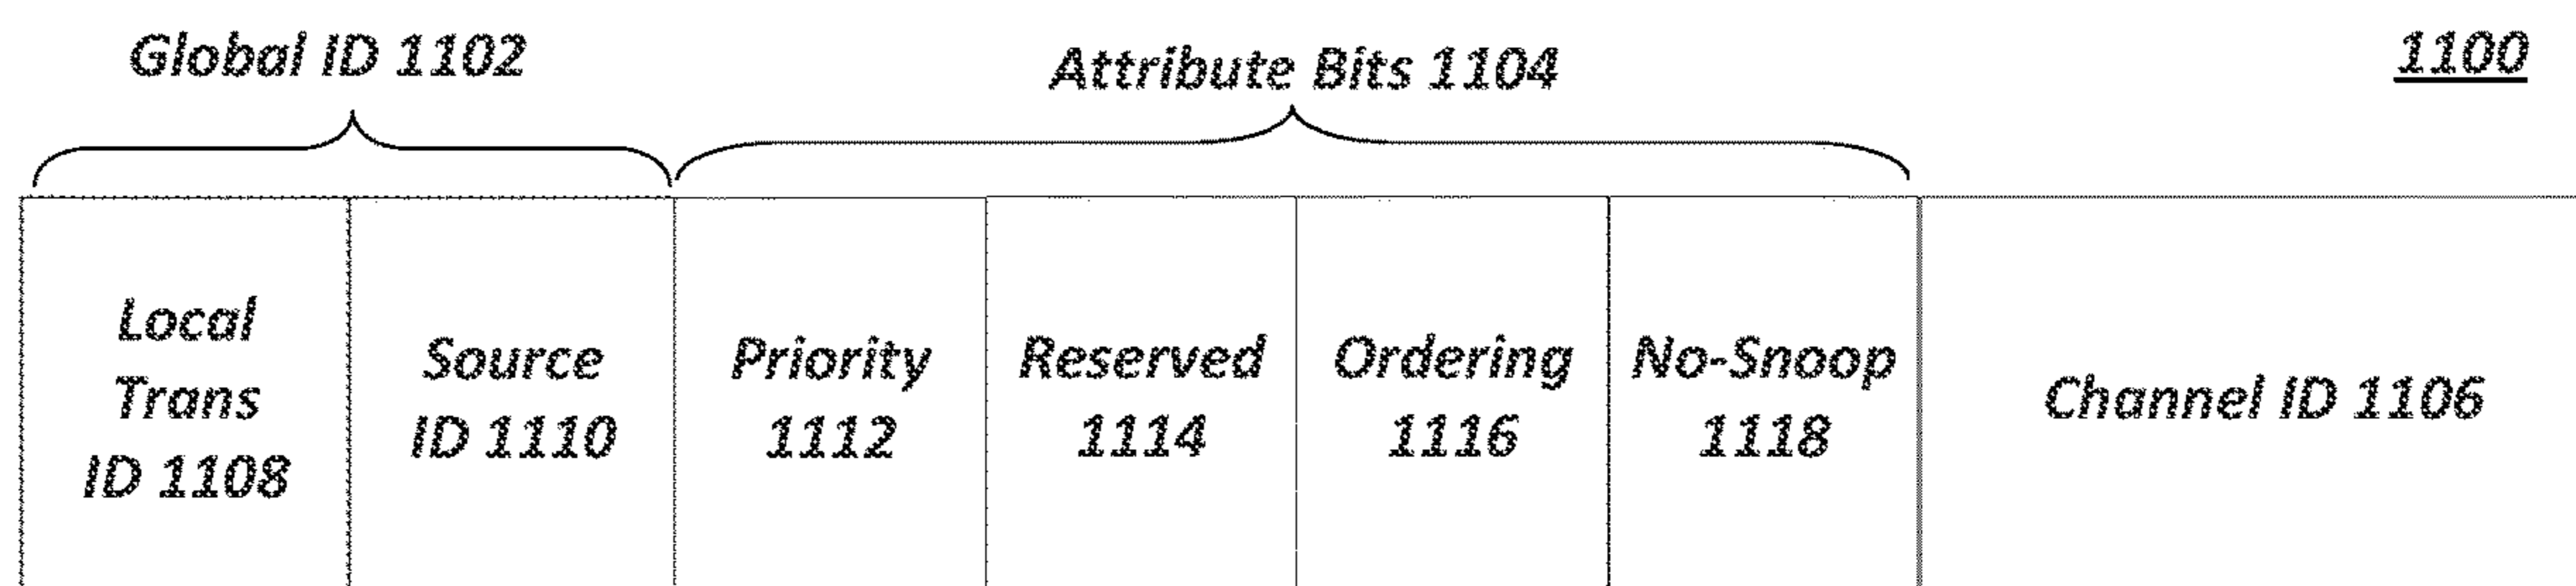 Global ID 1102
Attribute Bits 1104
1100
Local
Trans
ID 1108
Source
ID 1110
Priority
1112
Reserved
1114
Ordering
1116
No-Snoop
1118
Channel ID 1106